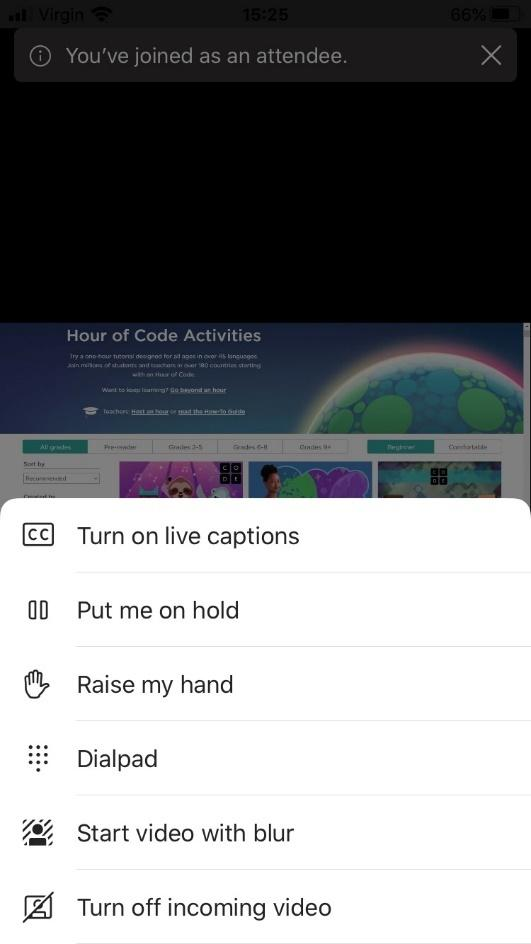 Virgin 15:25 66%
You've joined as an attendee.
Hour of Code Activities
Try a one-hour tutorial designed for all ages in over 45 languages.
Join millions of students and teachers in over 180 countries starting
with an Hour of Code.
Want to keep learning? Go beyond an hour
Teachers: Host an hour or read the How-To Guide
All grades Pre-reader Grades 2-5 Grades 6-8 Grades 9+ Beginner Comfortable
Sort by
Recommended
Created by
C O
D E
C O
D E
CC Turn on live captions
Put me on hold
Raise my hand
Dialpad
Start video with blur
Turn off incoming video